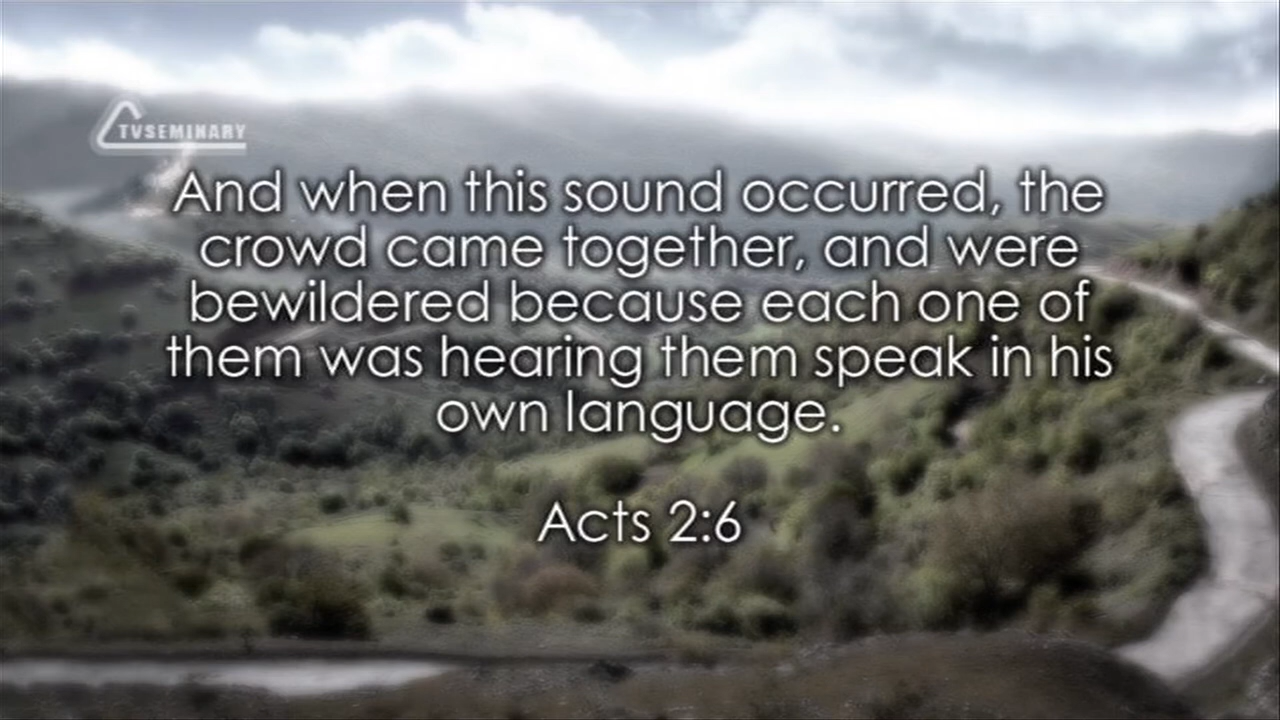 TVSEMINARY
And when this sound occurred, the
crowd came together, and were
bewildered because each one of
them was hearing them speak in his
own language.
Acts 2:6